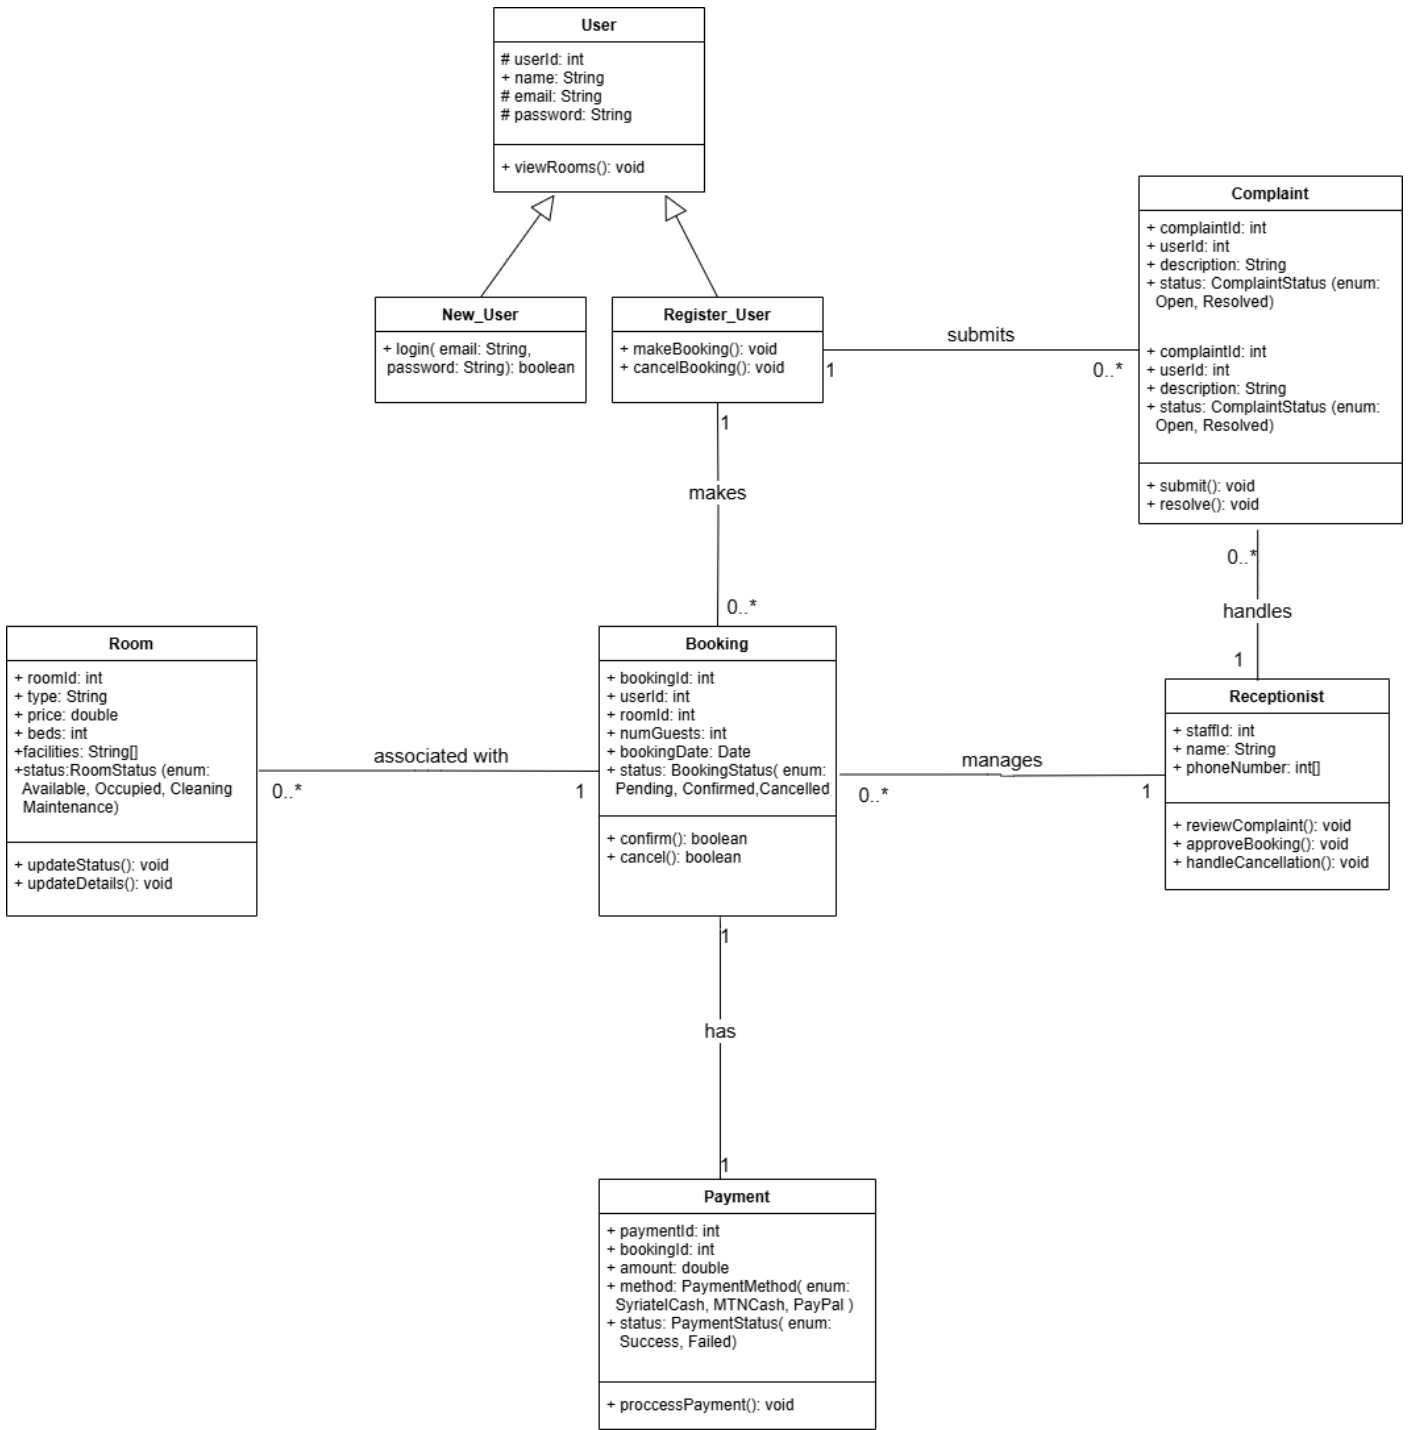 User
# userId: int
+ name: String
# email: String
# password: String
+ viewRooms(): void
Complaint
+ complaintId: int
+ userId: int
+ description: String
+ status: ComplaintStatus (enum:
Open, Resolved)
+ complaintId: int
+ userId: int
+ description: String
+ status: ComplaintStatus (enum:
Open, Resolved)
+ submit(): void
+ resolve(): void
New_User
+ login( email: String,
password: String): boolean
Register_User
+ makeBooking(): void
+ cancelBooking(): void
submits
1
0..*
1
makes
0..*
0..*
handles
1
Room
+ roomId: int
+ type: String
+ price: double
+ beds: int
+facilities: String[]
+status:RoomStatus (enum:
Available, Occupied, Cleaning
Maintenance)
+ updateStatus(): void
+ updateDetails(): void
associated with
0..*
1
Booking
+ bookingId: int
+ userId: int
+ roomId: int
+ numGuests: int
+ bookingDate: Date
+ status: BookingStatus( enum:
Pending, Confirmed,Cancelled
+ confirm(): boolean
+ cancel(): boolean
manages
0..*
1
Receptionist
+ staffId: int
+ name: String
+ phoneNumber: int[]
+ reviewComplaint(): void
+ approveBooking(): void
+ handleCancellation(): void
1
has
1
Payment
+ paymentId: int
+ bookingId: int
+ amount: double
+ method: PaymentMethod( enum:
SyriatelCash, MTNCash, PayPal )
+ status: PaymentStatus( enum:
Success, Failed)
+ proccessPayment(): void